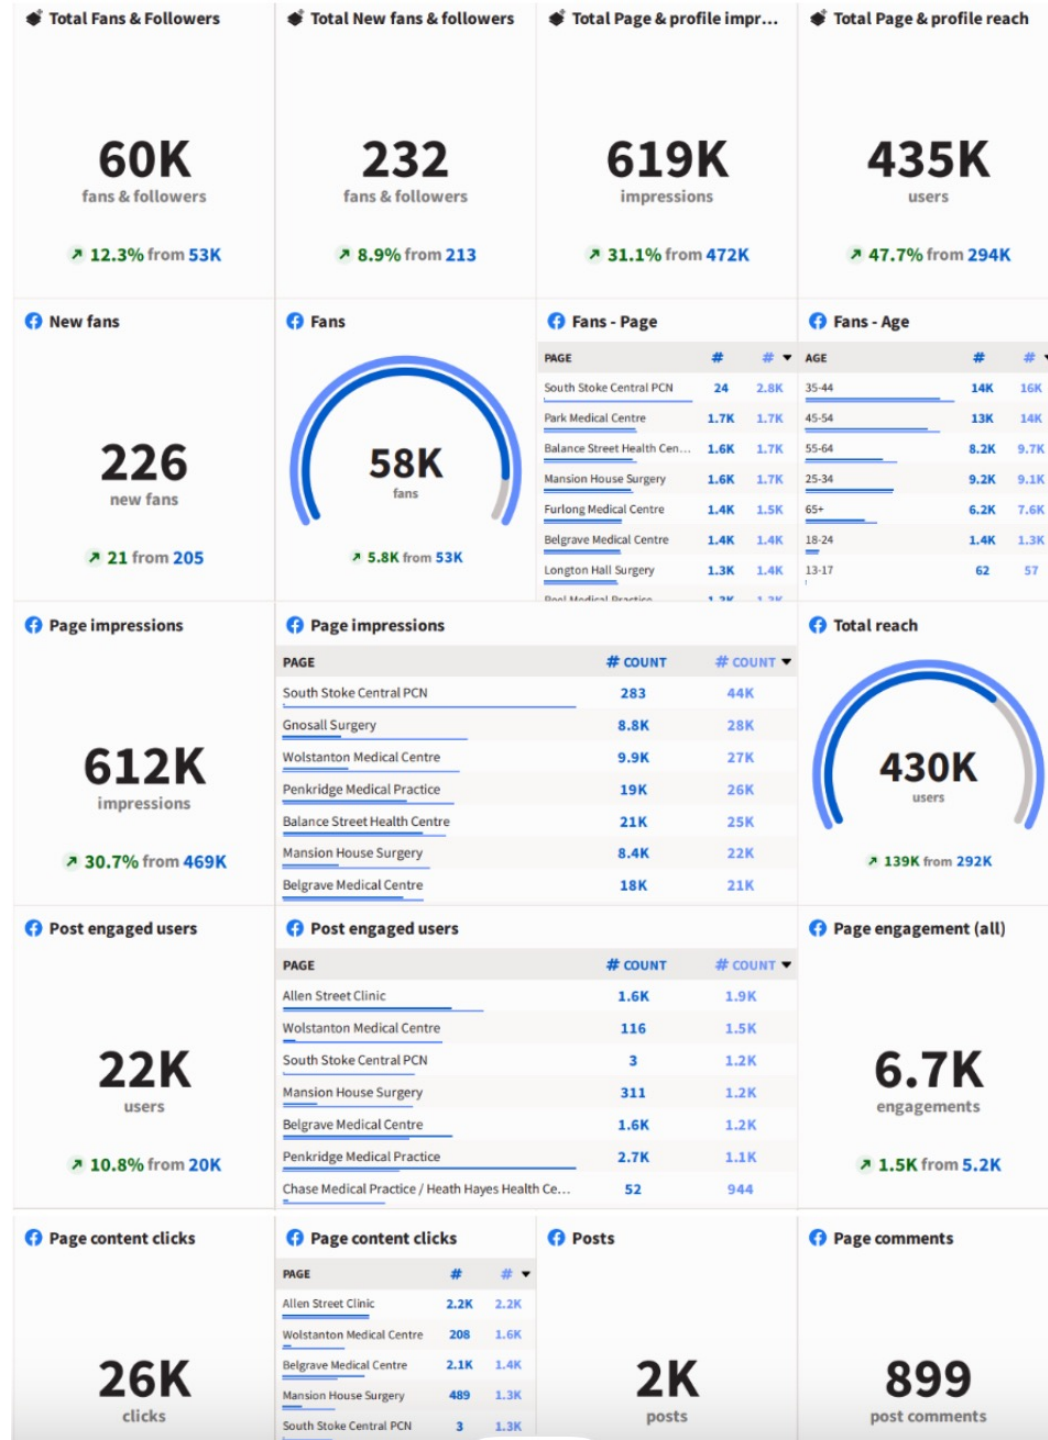 Total Fans & Followers
60K
fans & followers
12.3% from 53K
Total New fans & followers
232
fans & followers
8.9% from 213
Total Page & profile impr...
619K
impressions
31.1% from 472K
Total Page & profile reach
435K
users
47.7% from 294K
New fans
226
new fans
21 from 205
Fans
58K
fans
5.8K from 53K
Fans - Page
PAGE # #
South Stoke Central PCN 24 2.8K
Park Medical Centre 1.7K 1.7K
Balance Street Health Cen... 1.6K 1.7K
Mansion House Surgery 1.6K 1.7K
Furlong Medical Centre 1.4K 1.5K
Belgrave Medical Centre 1.4K 1.4K
Longton Hall Surgery 1.3K 1.4K
Medical Practice
Fans - Age
AGE # #
35-44 14K 16K
45-54 13K 14K
55-64 8.2K 9.7K
25-34 9.2K 9.1K
65+ 6.2K 7.6K
18-24 1.4K 1.3K
13-17 62 57
Page impressions
612K
impressions
30.7% from 469K
Page impressions
PAGE # COUNT # COUNT
South Stoke Central PCN 283 44K
Gnosall Surgery 8.8K 28K
Wolstanton Medical Centre 9.9K 27K
Penkridge Medical Practice 19K 26K
Balance Street Health Centre 21K 25K
Mansion House Surgery 8.4K 22K
Belgrave Medical Centre 18K 21K
Total reach
430K
users
139K from 292K
Post engaged users
22K
users
10.8% from 20K
Post engaged users
PAGE # COUNT # COUNT
Allen Street Clinic 1.6K 1.9K
Wolstanton Medical Centre 116 1.5K
South Stoke Central PCN 3 1.2K
Mansion House Surgery 311 1.2K
Belgrave Medical Centre 1.6K 1.2K
Penkridge Medical Practice 2.7K 1.1K
Chase Medical Practice / Heath Hayes Health Ce... 52 944
Page engagement (all)
6.7K
engagements
1.5K from 5.2K
Page content clicks
26K
clicks
Page content clicks
PAGE # #
Allen Street Clinic 2.2K 2.2K
Wolstanton Medical Centre 208 1.6K
Belgrave Medical Centre 2.1K 1.4K
Mansion House Surgery 489 1.3K
South Stoke Central PCN 3 1.3K
Posts
2K
posts
Page comments
899
post comments